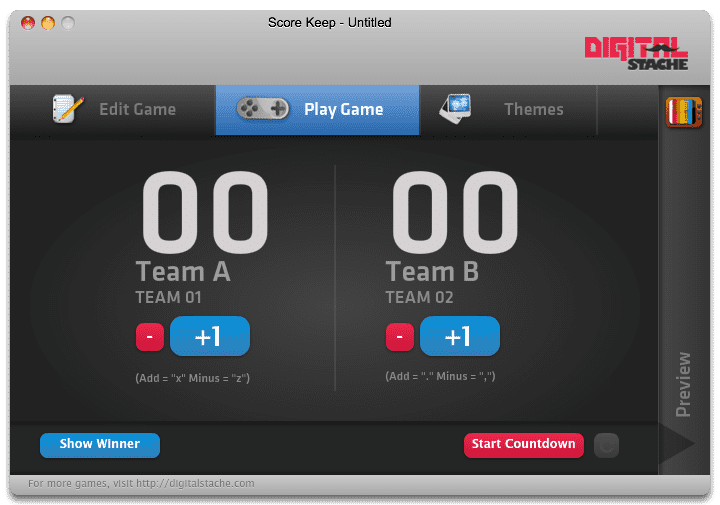 Score Keep - Untitled
DIGITAL
STACHE
Edit Game
Play Game
Themes
00
00
Team A
Team B
TEAM 01
TEAM 02
- +1
- +1
(Add = "x" Minus = "z")
(Add = "." Minus = ",")
Preview
Show Winner
Start Countdown
For more games, visit http://digitalstache.com